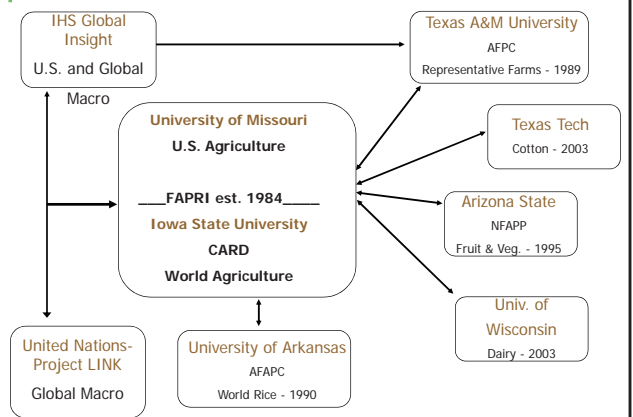 IHS Global
Insight
U.S. and Global
Macro
Texas A&M University
AFPC
Representative Farms - 1989
University of Missouri
U.S. Agriculture
___FAPRI est. 1984____
Iowa State University
CARD
World Agriculture
Texas Tech
Cotton - 2003
Arizona State
NFAPP
Fruit & Veg. - 1995
Univ. of
Wisconsin
Dairy - 2003
United Nations-
Project LINK
Global Macro
University of Arkansas
AFAPC
World Rice - 1990